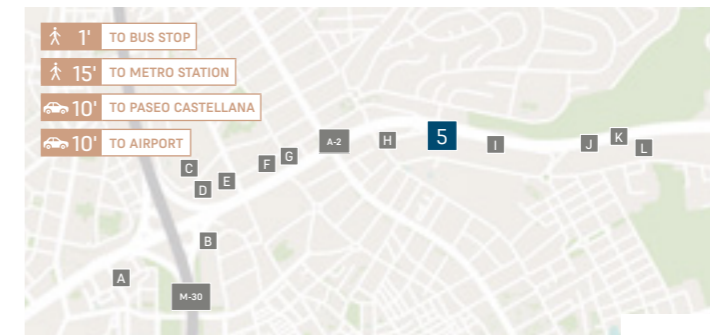 1' TO BUS STOP
15' TO METRO STATION
10' TO PASEO CASTELLANA
10' TO AIRPORT
A-2
H
5
I
J
K
L
C
D
E
F
G
B
A
M-30